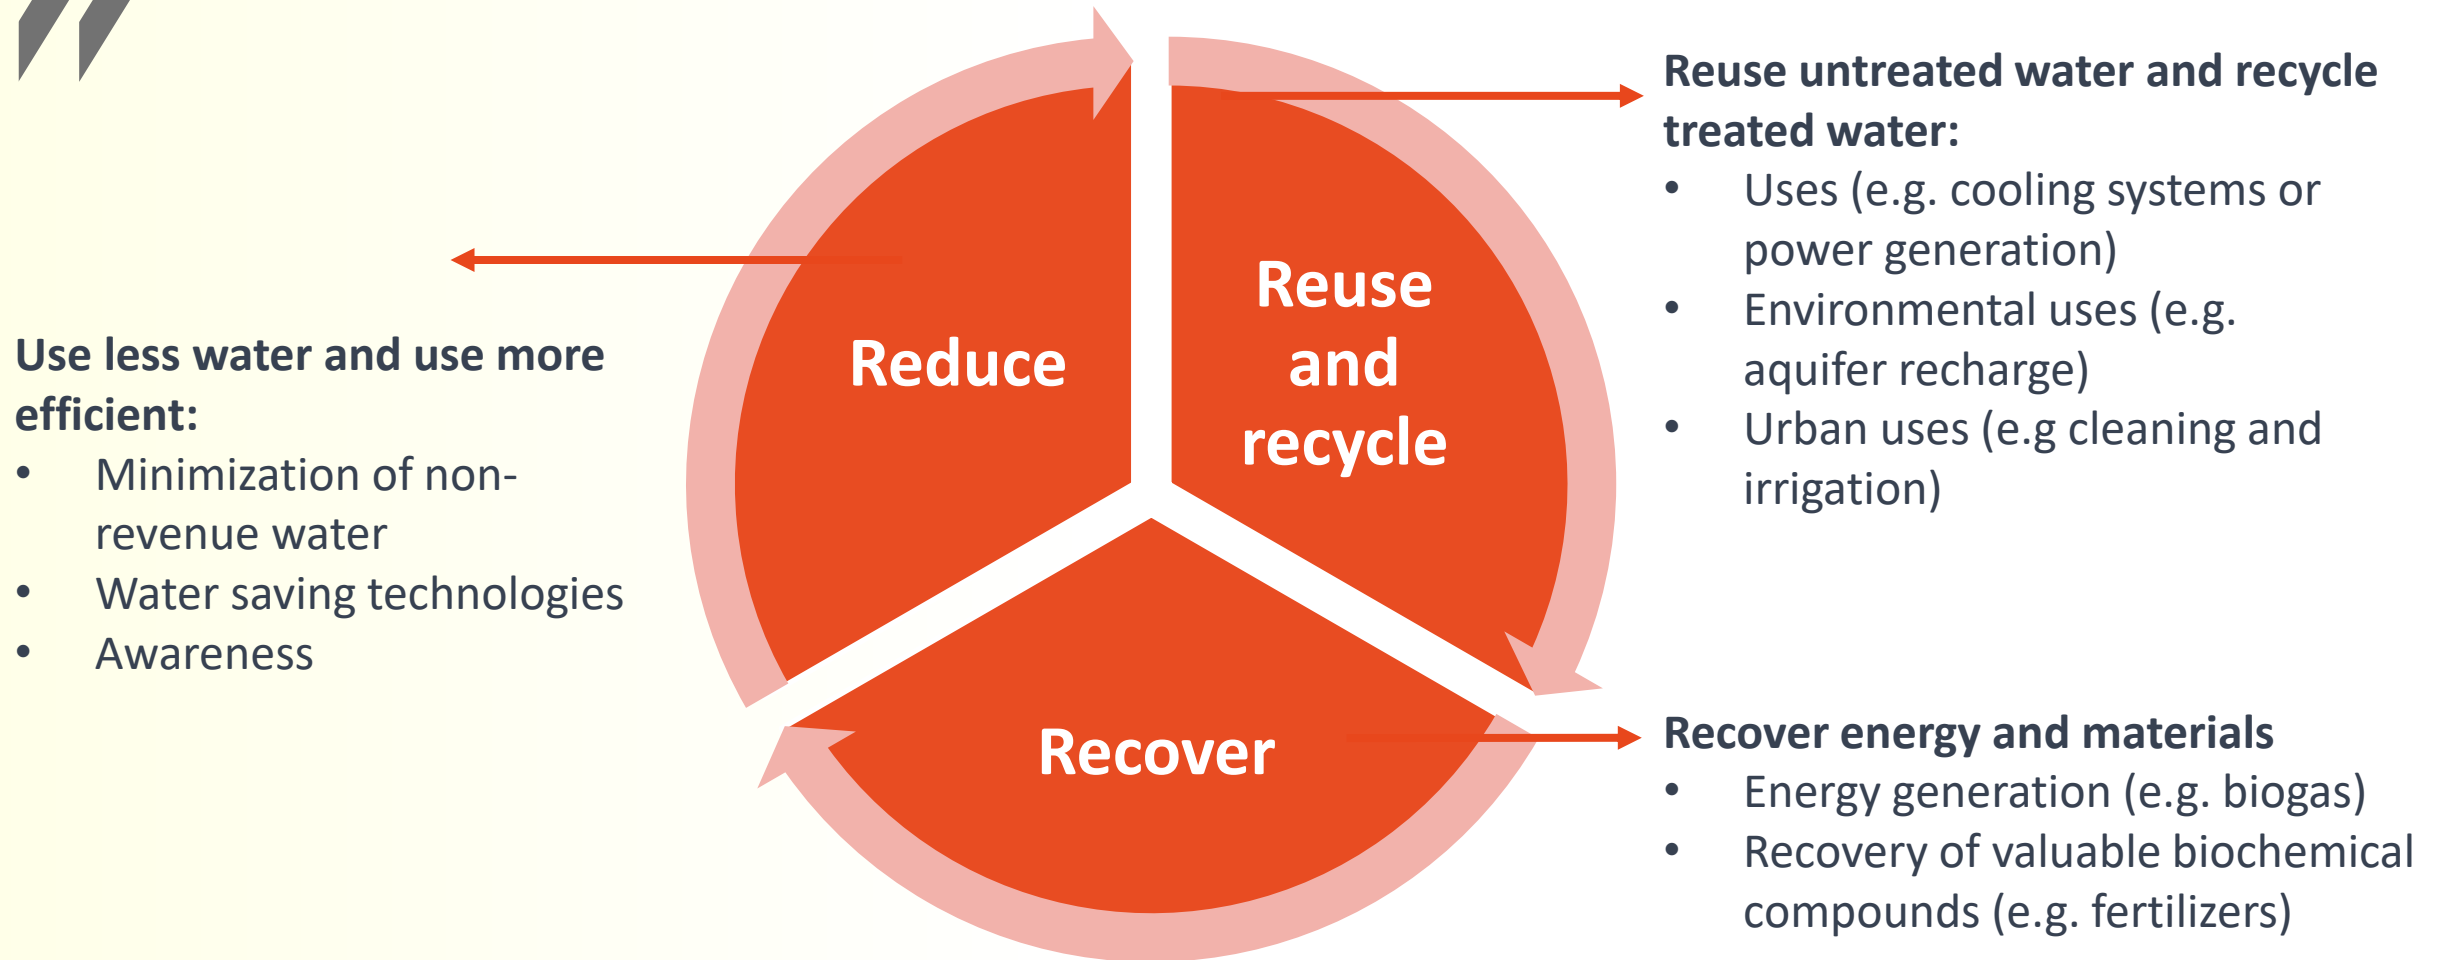 Reduce
Reuse
and
recycle
Recover
Use less water and use more
efficient:
• Minimization of non-
revenue water
• Water saving technologies
• Awareness
Reuse untreated water and recycle
treated water:
• Uses (e.g. cooling systems or
power generation)
• Environmental uses (e.g.
aquifer recharge)
• Urban uses (e.g cleaning and
irrigation)
Recover energy and materials
• Energy generation (e.g. biogas)
• Recovery of valuable biochemical
compounds (e.g. fertilizers)